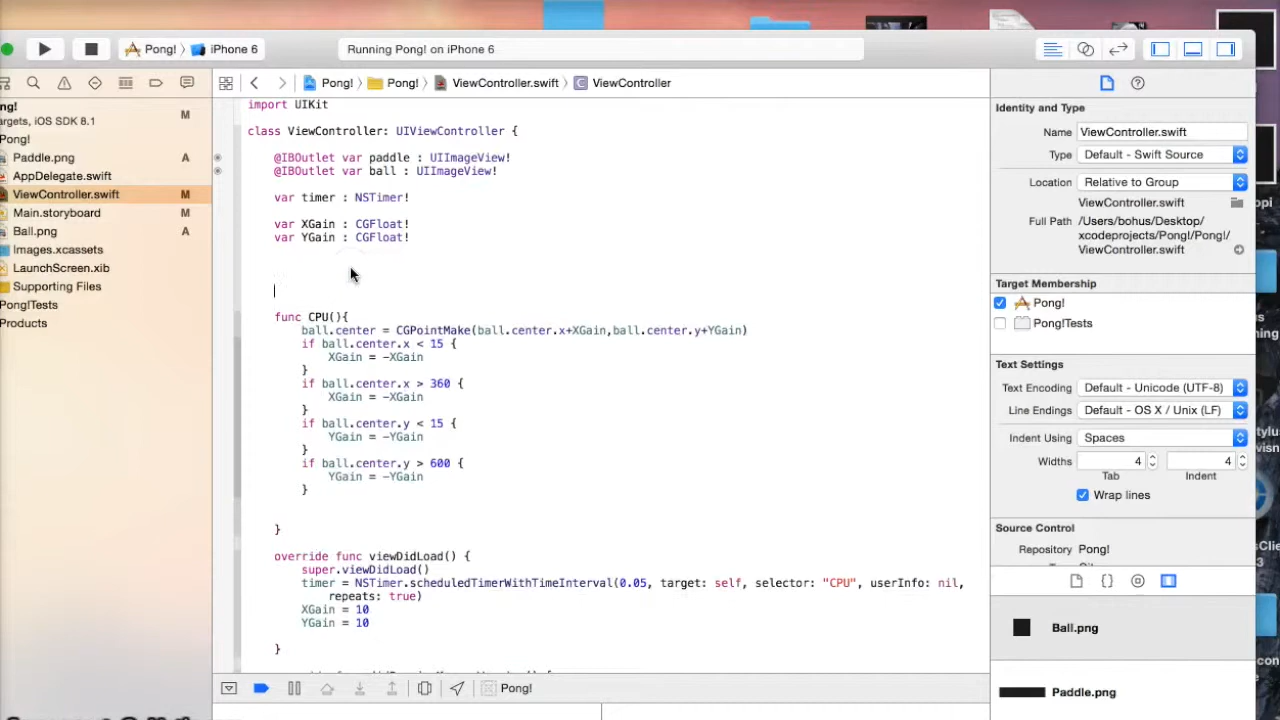 Pong! iPhone 6
Running Pong! on iPhone 6
Pong! Pong! ViewController.swift C ViewController
ng!
argets, iOS SDK 8.1 M
Pong!
Paddle.png A
AppDelegate.swift
ViewController.swift M
Main.storyboard M
Ball.png A
Images.xcassets
LaunchScreen.xib
Supporting Files
Pong!Tests
Products
import UIKit
class ViewController: UIViewController {
@IBOutlet var paddle : UIImageView!
@IBOutlet var ball : UIImageView!
var timer : NSTimer!
var XGain : CGFloat!
var YGain : CGFloat!
func CPU(){
ball.center = CGPointMake(ball.center.x+XGain,ball.center.y+YGain)
if ball.center.x < 15 {
XGain = -XGain
}
if ball.center.x > 360 {
XGain = -XGain
}
if ball.center.y < 15 {
YGain = -YGain
}
if ball.center.y > 600 {
YGain = -YGain
}
}
override func viewDidLoad() {
super.viewDidLoad()
timer = NSTimer.scheduledTimerWithTimeInterval(0.05, target: self, selector: "CPU", userInfo: nil,
repeats: true)
XGain = 10
YGain = 10
}
Pong!
Identity and Type
Name ViewController.swift
Type Default - Swift Source
Location Relative to Group
ViewController.swift
Full Path /Users/bohus/Desktop/
xcodeprojects/Pong!/Pong!/
ViewController.swift
Target Membership
Pong!
Pong!Tests
Text Settings
Text Encoding Default - Unicode (UTF-8)
Line Endings Default - OS X / Unix (LF)
Indent Using Spaces
Widths 4 4
Tab Indent
Wrap lines
Source Control
Repository Pong!
Ball.png
Paddle.png